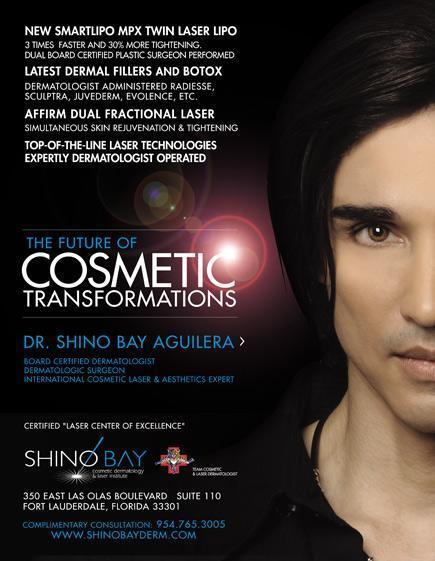 NEW SMARTLIPO MPX TWIN LASER LIPO
3 TIMES FASTER AND 30% MORE TIGHTENING.
DUAL BOARD CERTIFIED PLASTIC SURGEON PERFORMED
LATEST DERMAL FILLERS AND BOTOX
DERMATOLOGIST ADMINISTERED RADIESSE,
SCULPTRA, JUVEDERM, EVOLENCE, ETC.
AFFIRM DUAL FRACTIONAL LASER
SIMULTANEOUS SKIN REJUVENATION & TIGHTENING
TOP-OF-THE-LINE LASER TECHNOLOGIES
EXPERTLY DERMATOLOGIST OPERATED
THE FUTURE OF
COSMETIC
TRANSFORMATIONS
DR. SHINO BAY AGUILERA >
BOARD CERTIFIED DERMATOLOGIST
DERMATOLOGIC SURGEON
INTERNATIONAL COSMETIC LASER & AESTHETICS EXPERT
CERTIFIED "LASER CENTER OF EXCELLENCE"
SHINO BAY
cosmetic dermatology
& laser institute
TEAM COSMETIC
& LASER DERMATOLOGIST
350 EAST LAS OLAS BOULEVARD SUITE 110
FORT LAUDERDALE, FLORIDA 33301
COMPLIMENTARY CONSULTATION: 954.765.3005
WWW.SHINOBAYDERM.COM